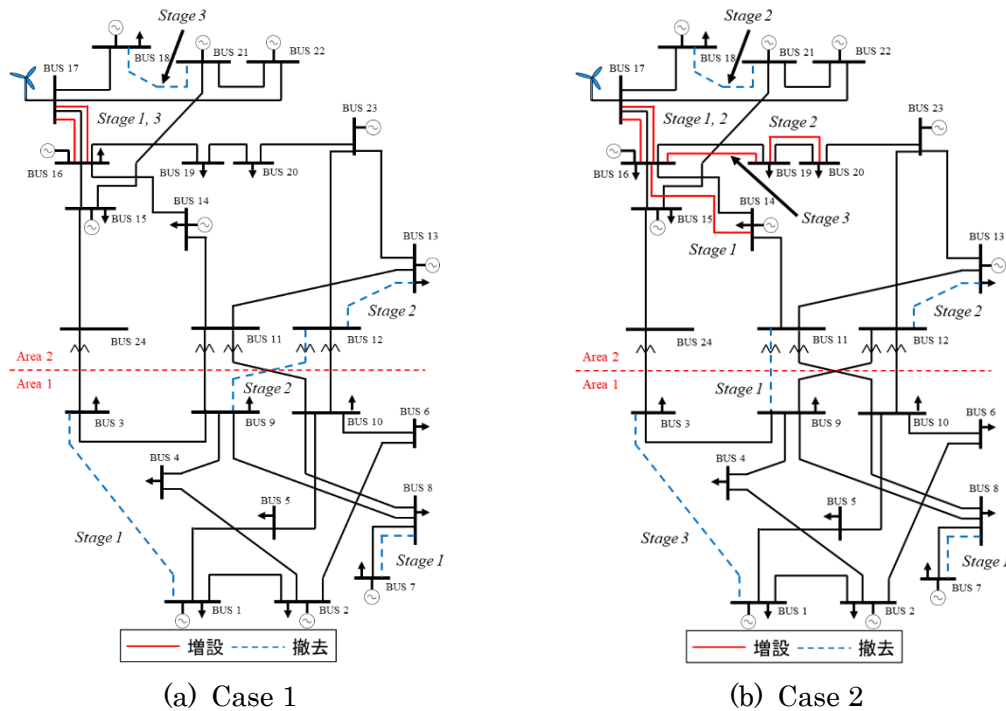 Stage 3
BUS 18
BUS 21
BUS 22
BUS 17
Stage 1, 3
BUS 23
BUS 16
BUS 19
BUS 20
BUS 15
BUS 14
BUS 13
Stage 2
BUS 24
BUS 11
BUS 12
Area 2
Area 1
Stage 2
BUS 3
BUS 9
BUS 10
BUS 6
BUS 4
BUS 5
BUS 8
Stage 1
Stage 1
BUS 7
BUS 1
BUS 2
増設
撤去
(a) Case 1
Stage 2
BUS 18
BUS 21
BUS 22
BUS 17
Stage 1, 2
Stage 2
BUS 23
BUS 16
BUS 19
BUS 20
BUS 15
BUS 14
Stage 3
Stage 1
BUS 13
Stage 2
BUS 24
BUS 11
BUS 12
Area 2
Area 1
Stage 1
BUS 3
BUS 9
BUS 10
BUS 6
BUS 4
BUS 5
BUS 8
Stage 3
Stage 1
BUS 7
BUS 1
BUS 2
増設
撤去
(b) Case 2